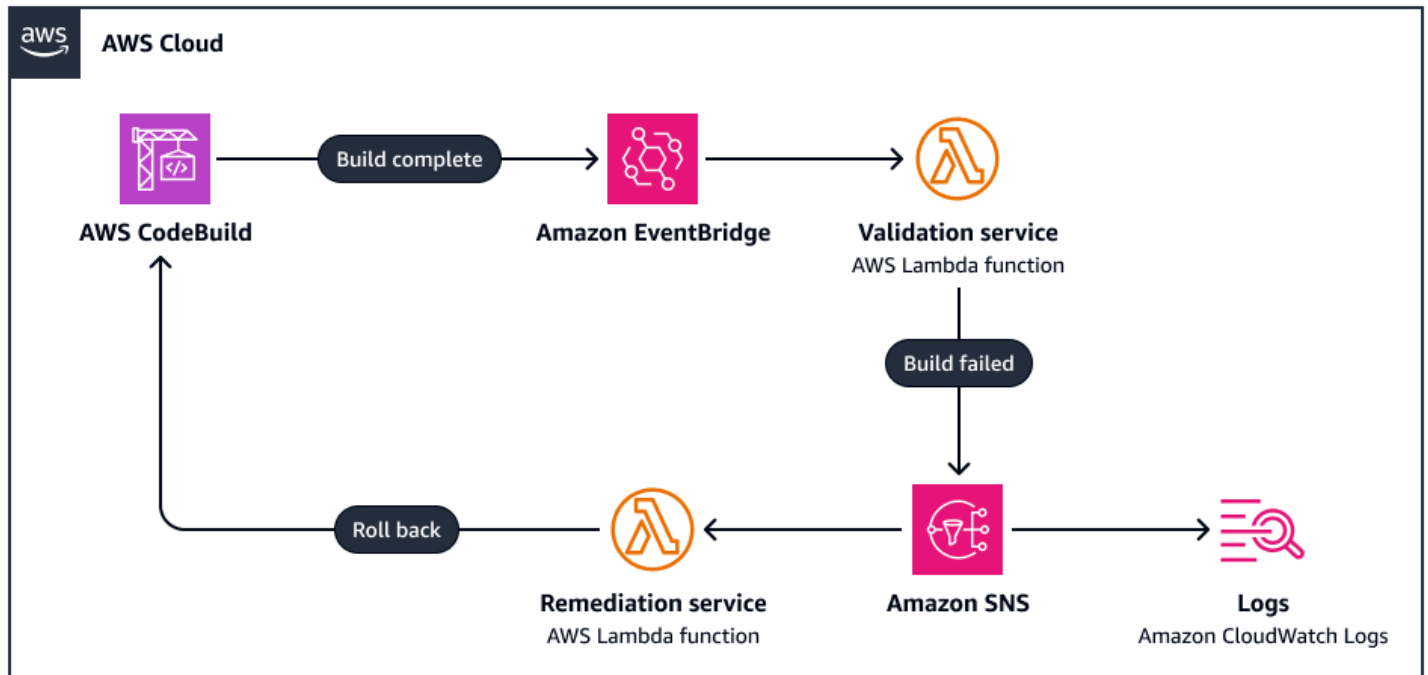 aws
AWS Cloud
Build complete
AWS CodeBuild
Amazon EventBridge
Validation service
AWS Lambda function
Build failed
Roll back
Remediation service
AWS Lambda function
Amazon SNS
Logs
Amazon CloudWatch Logs